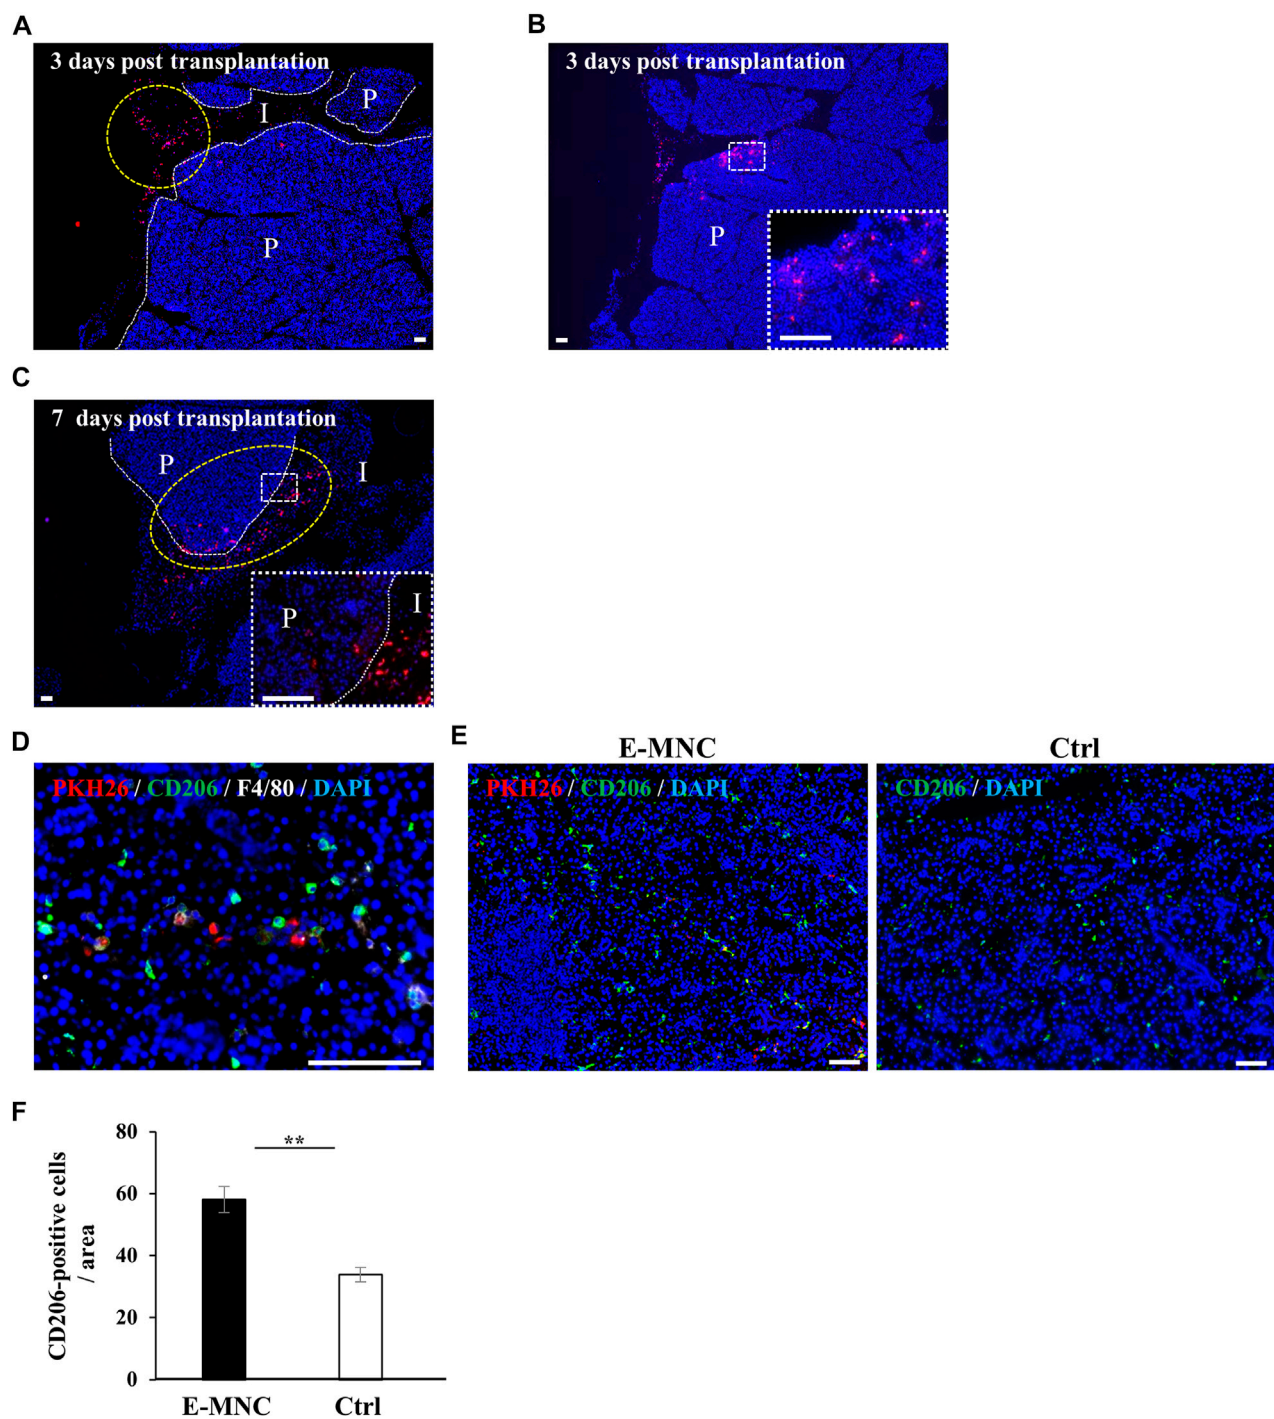 A
3 days post transplantation
P
I
P
B
3 days post transplantation
P
C
7 days post transplantation
P
I
P
I
D
PKH26 / CD206 / F4/80 / DAPI
E
E-MNC
Ctrl
PKH26 / CD206 / DAPI
CD206 / DAPI
F
CD206-positive cells
/ area
80
60
40
20
0
**
E-MNC
Ctrl